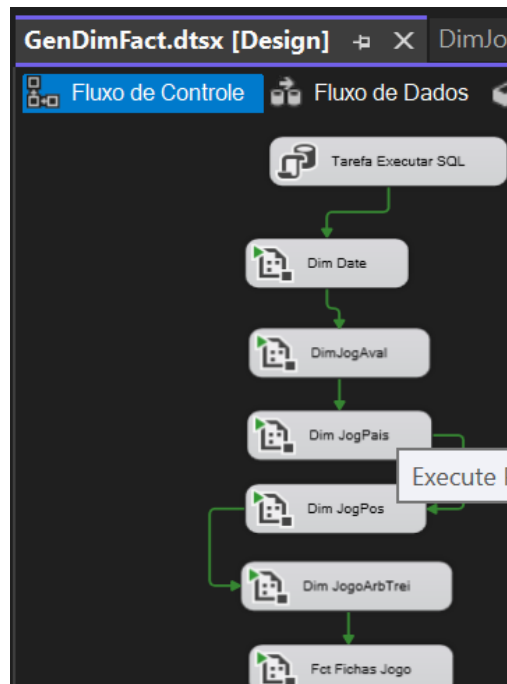 GenDimFact.dtsx [Design] DimJo
Fluxo de Controle Fluxo de Dados
Tarefa Executar SQL
Dim Date
DimJogAval
Dim JogPais
Execute
Dim JogPos
Dim JogoArbTrei
Fct Fichas Jogo